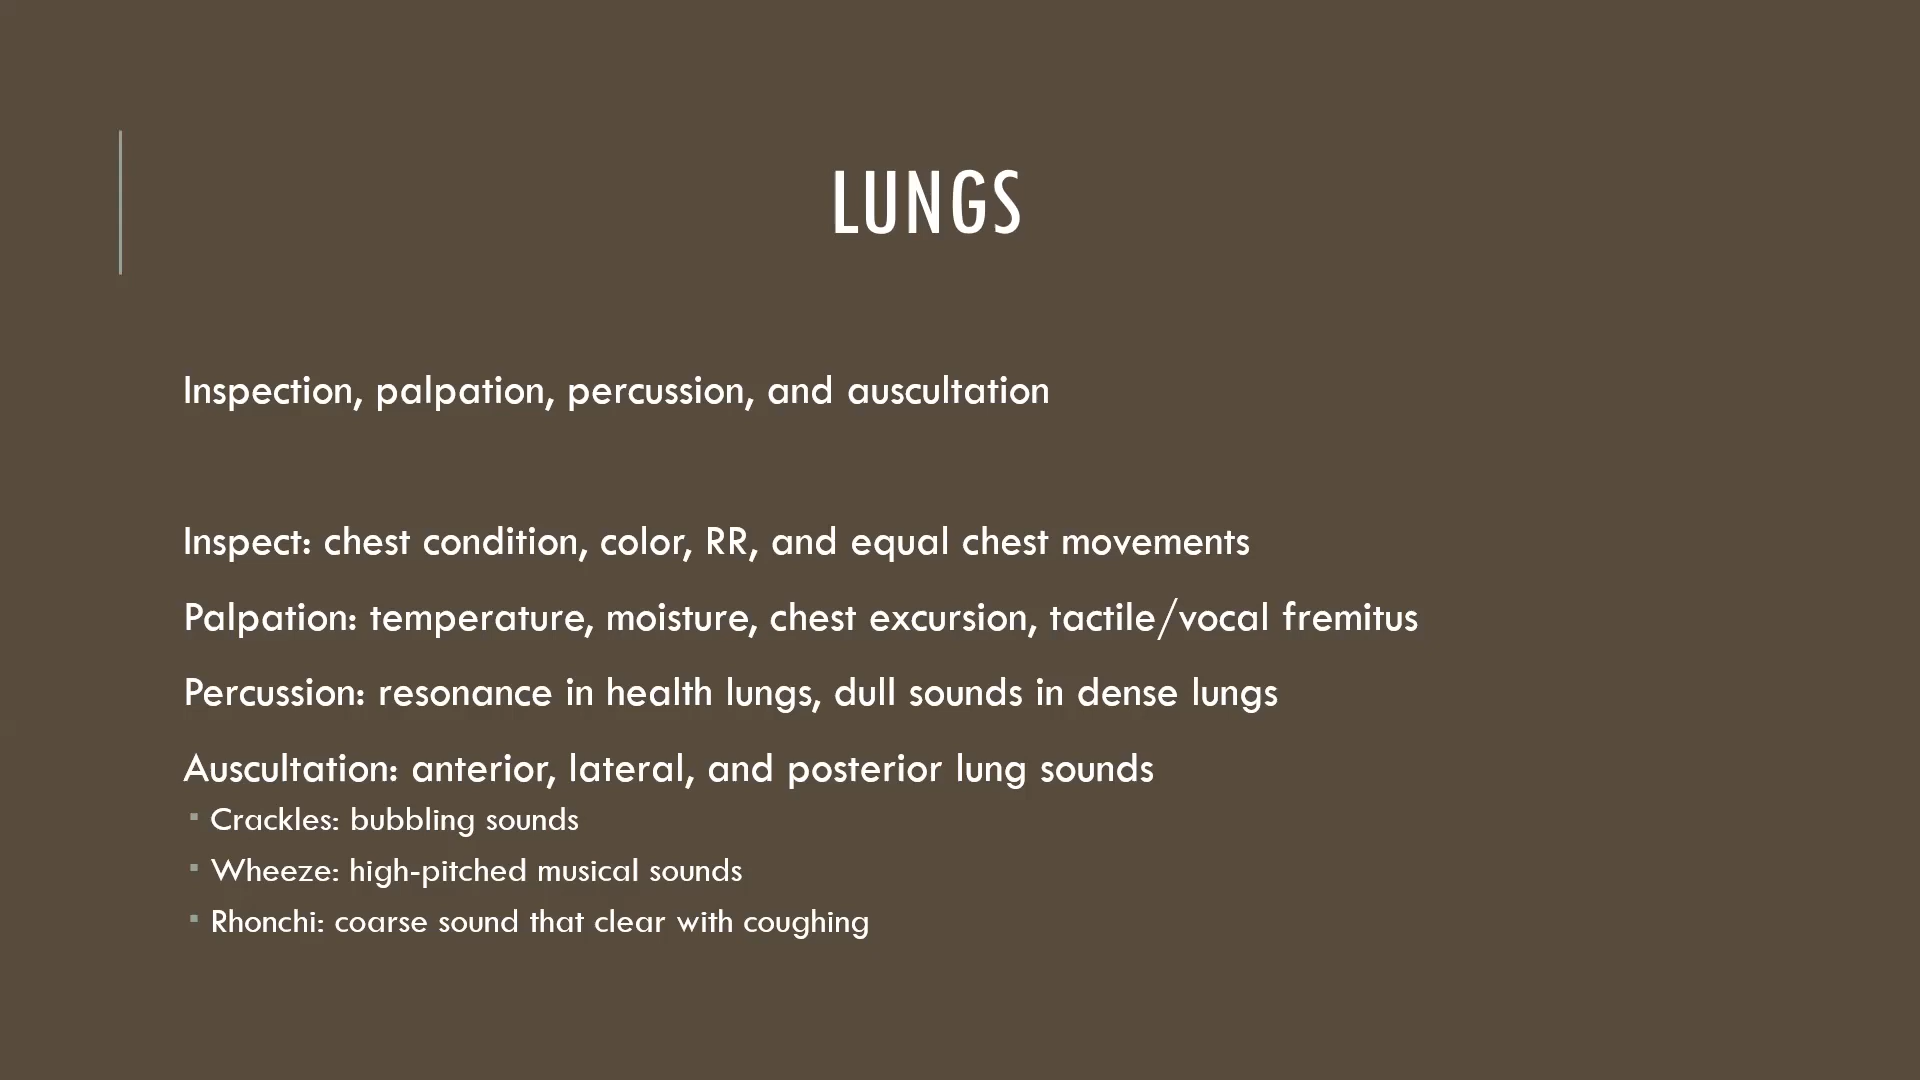 LUNGS
Inspection, palpation, percussion, and auscultation
Inspect: chest condition, color, RR, and equal chest movements
Palpation: temperature, moisture, chest excursion, tactile/vocal fremitus
Percussion: resonance in health lungs, dull sounds in dense lungs
Auscultation: anterior, lateral, and posterior lung sounds
▪ Crackles: bubbling sounds
▪ Wheeze: high-pitched musical sounds
▪ Rhonchi: coarse sound that clear with coughing